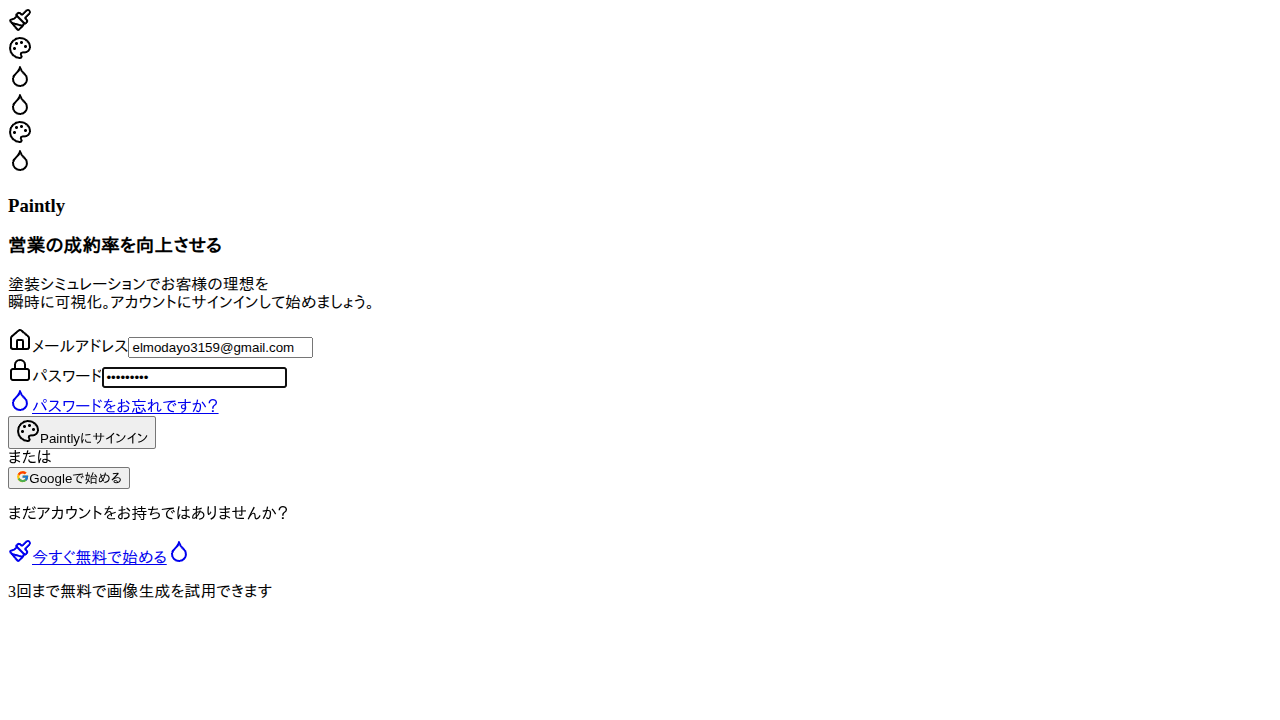 Paintly
営業の成約率を向上させる
塗装シミュレーションでお客様の理想を
瞬時に可視化。アカウントにサインインして始めましょう。
メールアドレス elmodayo3159@gmail.com
パスワード •••••••••
パスワードをお忘れですか？
Paintlyにサインイン
または
Googleで始める
まだアカウントをお持ちではありませんか？
今すぐ無料で始める
3回まで無料で画像生成を試用できます